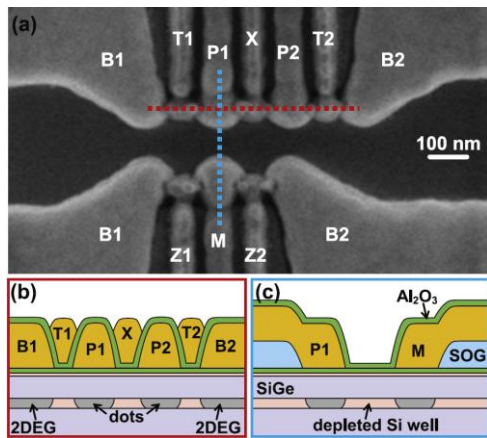 (a)
T1 P1 X P2 T2
B1 B2
100 nm
B1 B2
Z1 M Z2
(b)
T1 X T2
B1 P1 P2 B2
2DEG dots 2DEG
(c)
Al₂O₃
P1 M SOG
SiGe
depleted Si well